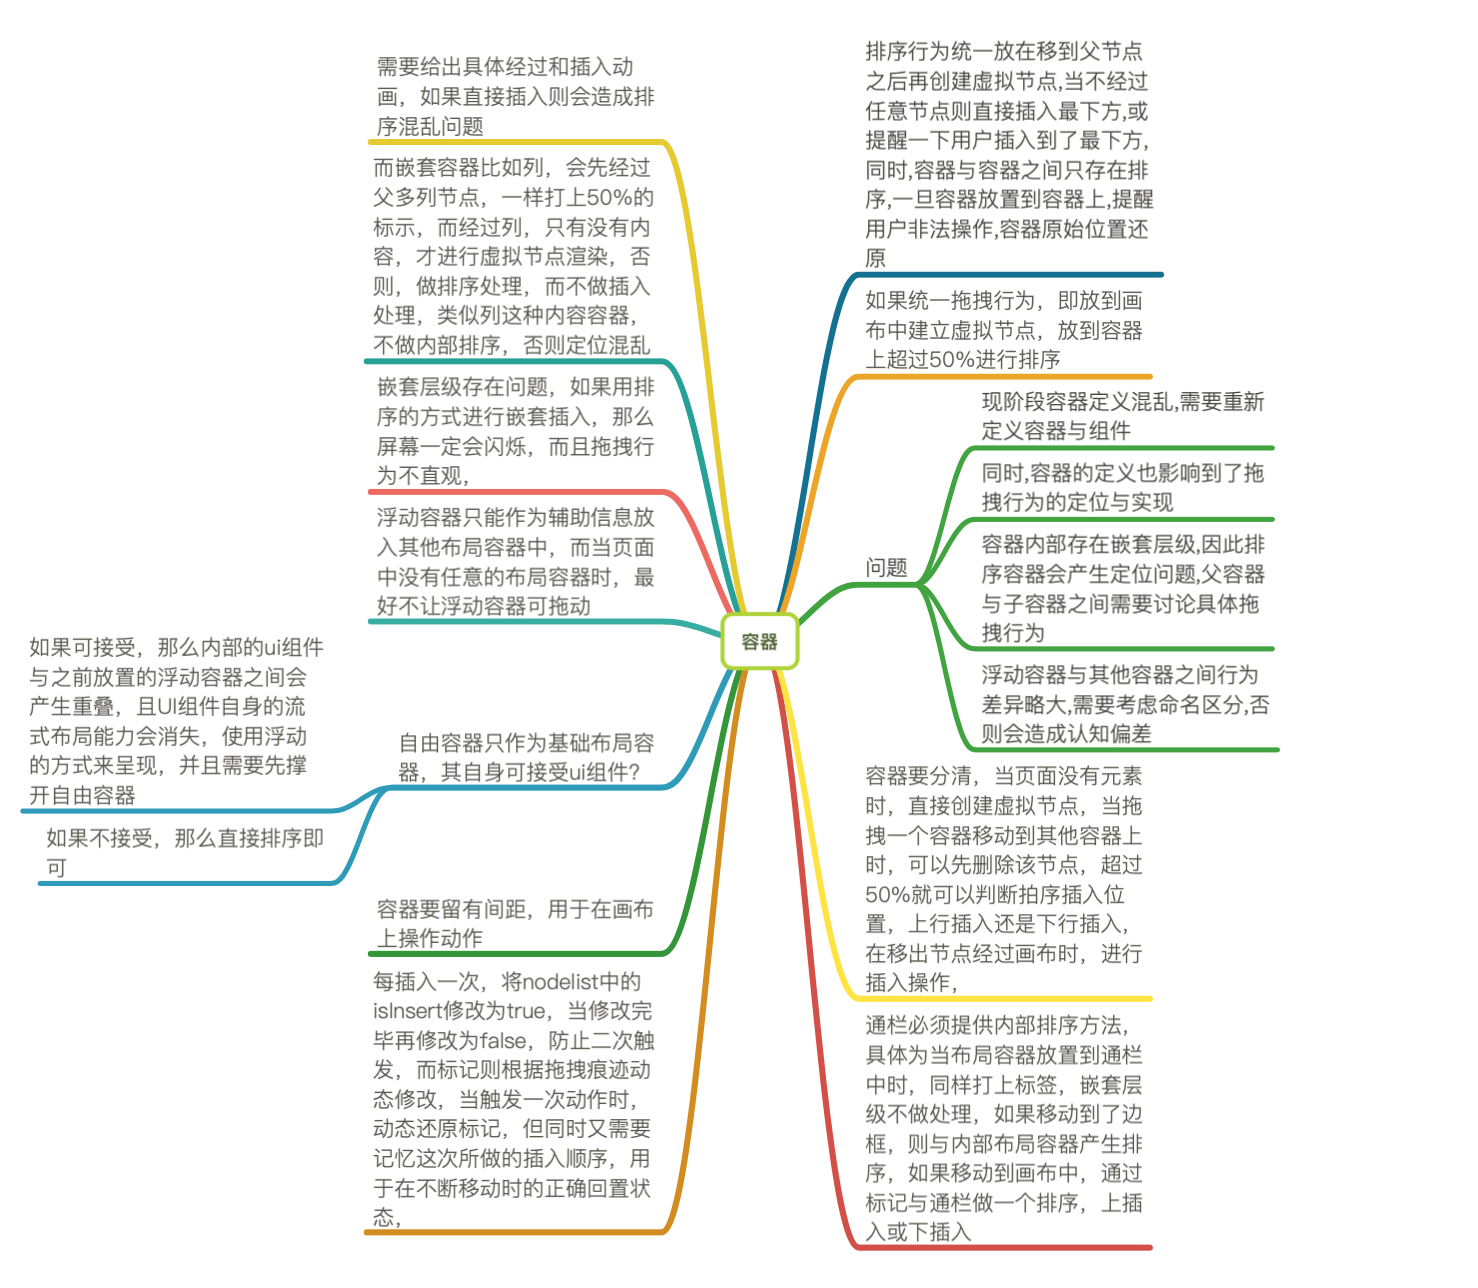 需要给出具体经过和插入动
画，如果直接插入则会造成排
序混乱问题
而嵌套容器比如列，会先经过
父多列节点，一样打上50%的
标示，而经过列，只有没有内
容，才进行虚拟节点渲染，否
则，做排序处理，而不做插入
处理，类似列这种内容容器，
不做内部排序，否则定位混乱
嵌套层级存在问题，如果用排
序的方式进行嵌套插入，那么
屏幕一定会闪烁，而且拖拽行
为不直观，
浮动容器只能作为辅助信息放
入其他布局容器中，而当页面
中没有任意的布局容器时，最
好不让浮动容器可拖动
如果可接受，那么内部的ui组件
与之前放置的浮动容器之间会
产生重叠，且UI组件自身的流
式布局能力会消失，使用浮动
的方式来呈现，并且需要先撑
开自由容器
如果不接受，那么直接排序即
可
自由容器只作为基础布局容
器，其自身可接受ui组件？
容器要留有间距，用于在画布
上操作动作
每插入一次，将nodelist中的
isInsert修改为true，当修改完
毕再修改为false，防止二次触
发，而标记则根据拖拽痕迹动
态修改，当触发一次动作时，
动态还原标记，但同时又需要
记忆这次所做的插入顺序，用
于在不断移动时的正确回置状
态，
容器
排序行为统一放在移到父节点
之后再创建虚拟节点,当不经过
任意节点则直接插入最下方,或
提醒一下用户插入到了最下方,
同时,容器与容器之间只存在排
序,一旦容器放置到容器上,提醒
用户非法操作,容器原始位置还
原
如果统一拖拽行为，即放到画
布中建立虚拟节点，放到容器
上超过50%进行排序
问题
现阶段容器定义混乱,需要重新
定义容器与组件
同时,容器的定义也影响到了拖
拽行为的定位与实现
容器内部存在嵌套层级,因此排
序容器会产生定位问题,父容器
与子容器之间需要讨论具体拖
拽行为
浮动容器与其他容器之间行为
差异略大,需要考虑命名区分,否
则会造成认知偏差
容器要分清，当页面没有元素
时，直接创建虚拟节点，当拖
拽一个容器移动到其他容器上
时，可以先删除该节点，超过
50%就可以判断拍序插入位
置，上行插入还是下行插入，
在移出节点经过画布时，进行
插入操作，
通栏必须提供内部排序方法，
具体为当布局容器放置到通栏
中时，同样打上标签，嵌套层
级不做处理，如果移动到了边
框，则与内部布局容器产生排
序，如果移动到画布中，通过
标记与通栏做一个排序，上插
入或下插入